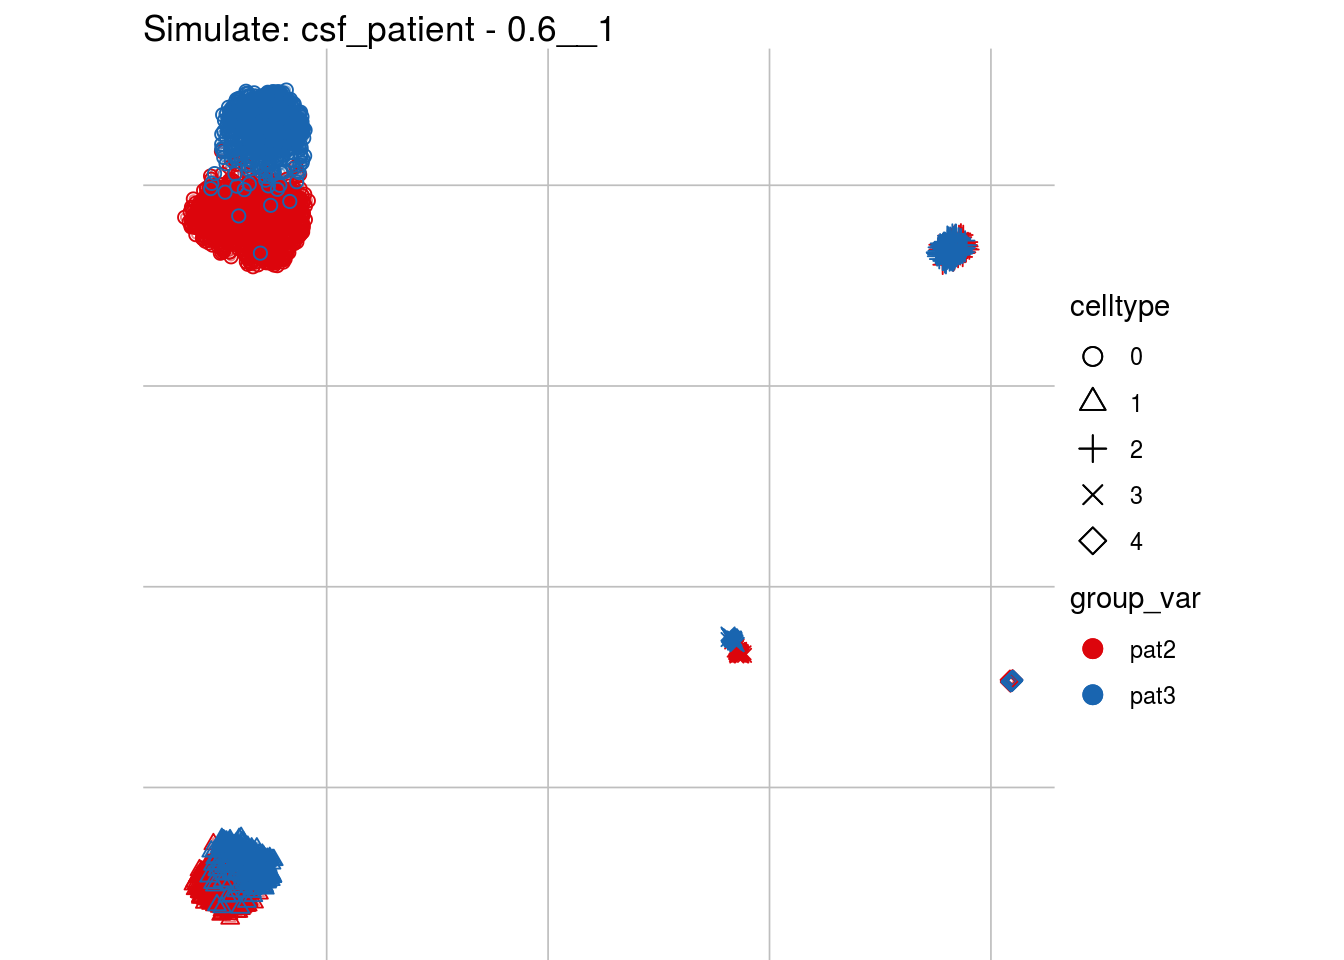 Simulate: csf_patient - 0.6__1
celltype
0
1
2
3
4
group_var
pat2
pat3